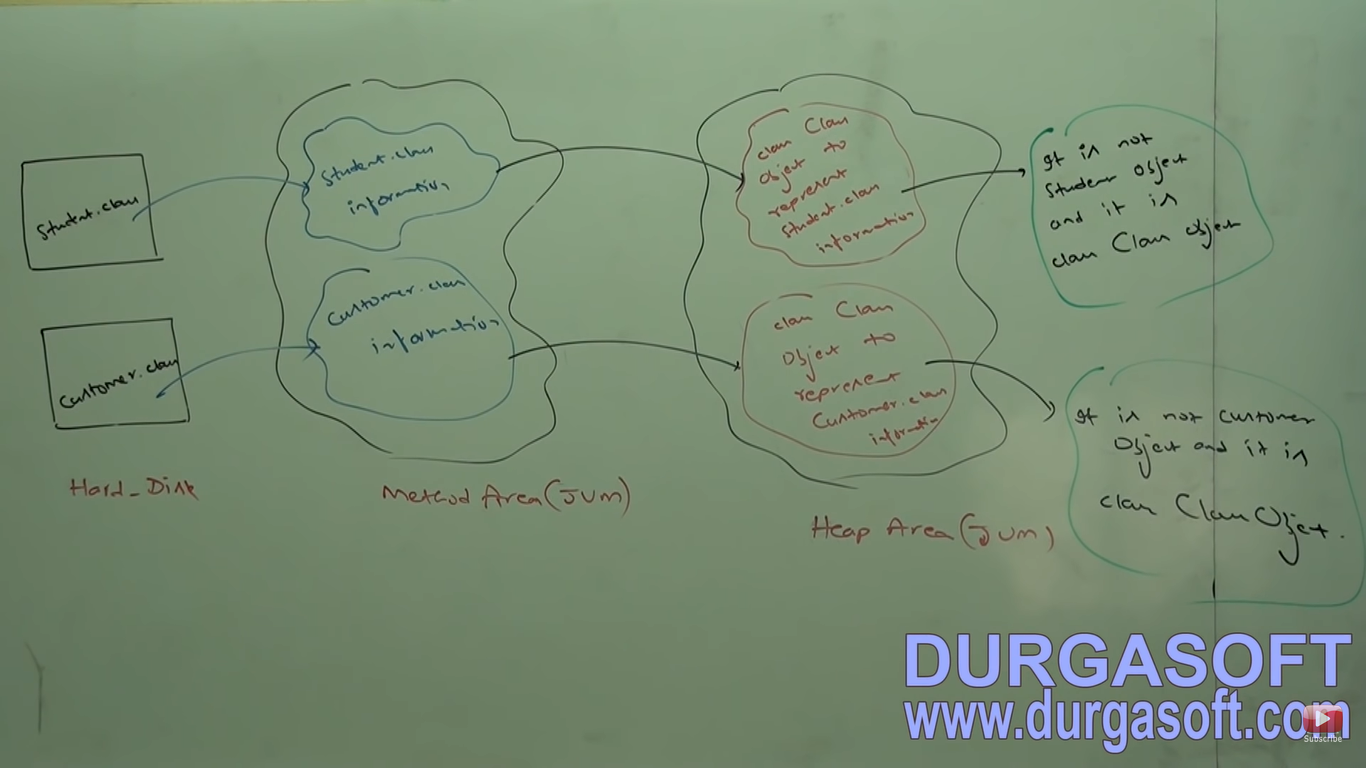 Student.class
Customer.class
Hard_Disk
Student.class
information
Customer.class
information
Method Area(JVM)
class Class
Object to
represent
Student.class
information
class Class
Object to
represent
Customer.class
information
Heap Area(JVM)
It is not
Student Object
and it is
class Class Object
It is not Customer
Object and it is
class Class Object.
DURGASOFT
www.durgasoft.com
Subscribe